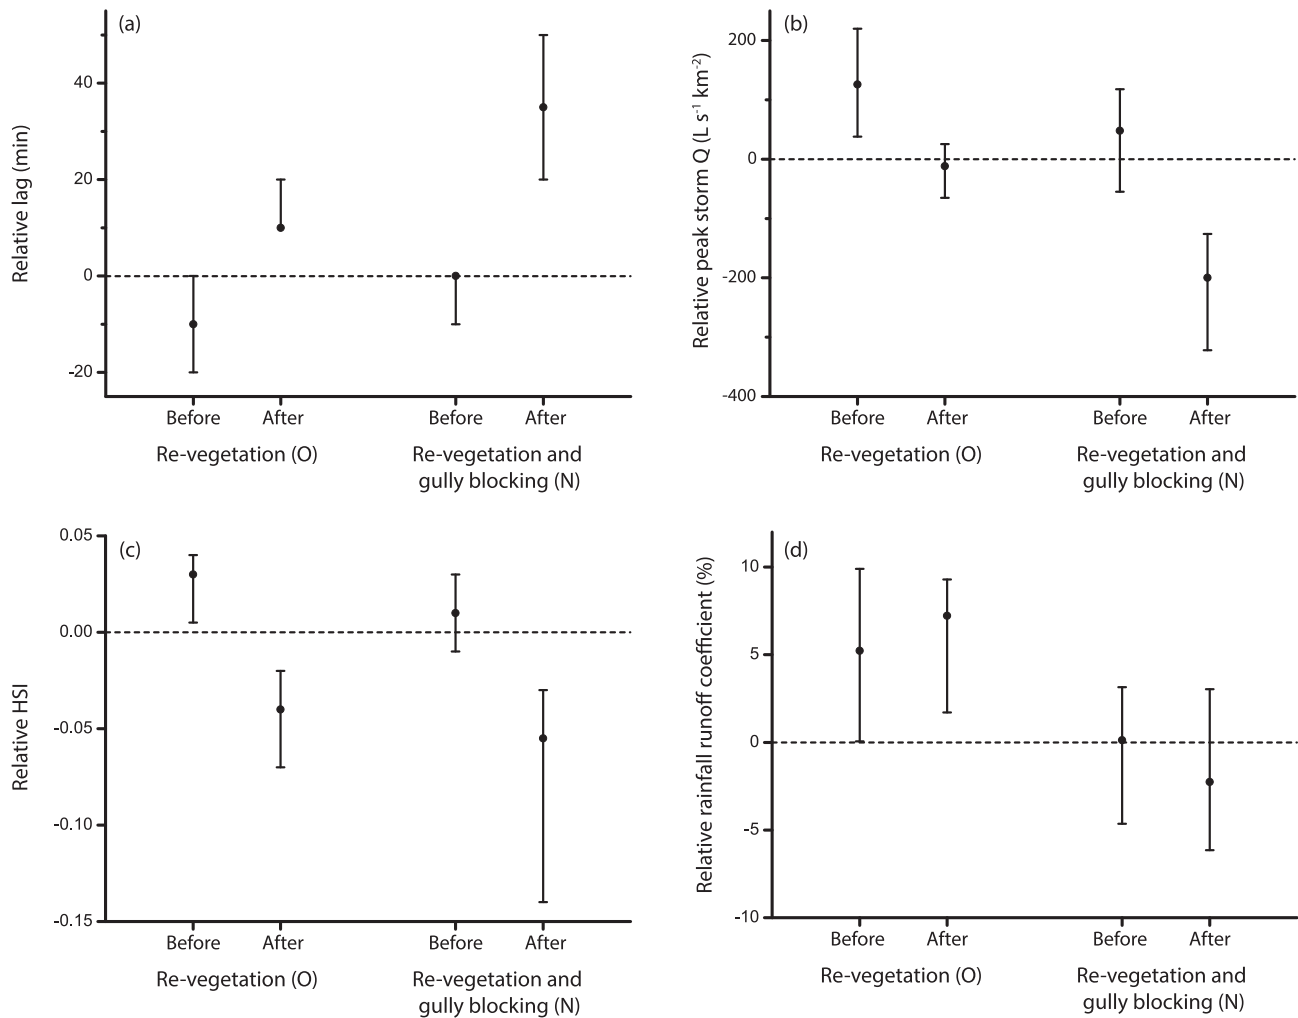 (a)
Relative lag (min)
40
20
0
-20
Before
After
Before
After
Re-vegetation (O)
Re-vegetation and
gully blocking (N)
(b)
Relative peak storm Q (L s⁻¹ km⁻²)
200
0
-200
-400
Before
After
Before
After
Re-vegetation (O)
Re-vegetation and
gully blocking (N)
(c)
Relative HSI
0.05
0.00
-0.05
-0.10
-0.15
Before
After
Before
After
Re-vegetation (O)
Re-vegetation and
gully blocking (N)
(d)
Relative rainfall runoff coefficient (%)
10
5
0
-5
-10
Before
After
Before
After
Re-vegetation (O)
Re-vegetation and
gully blocking (N)